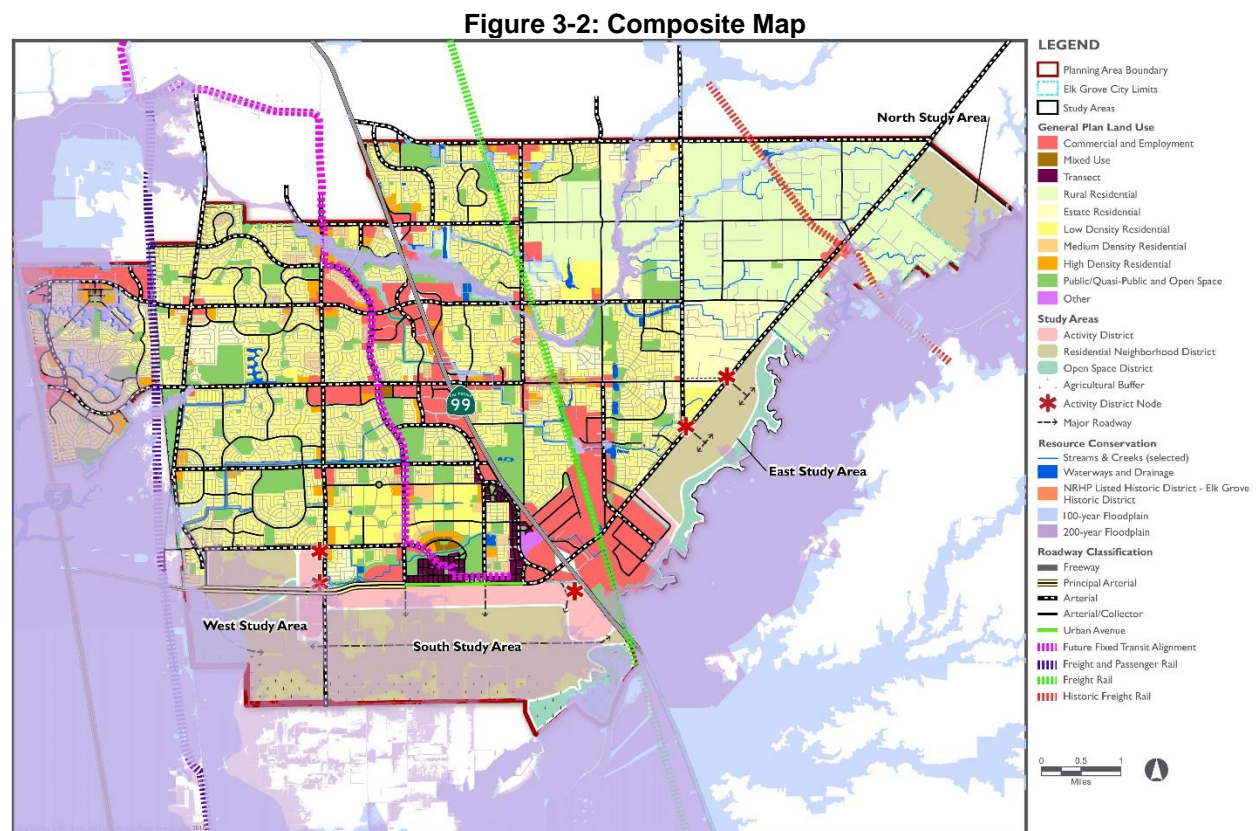 Figure 3-2: Composite Map
North Study Area
99
East Study Area
5
West Study Area
South Study Area
LEGEND
Planning Area Boundary
Elk Grove City Limits
Study Areas
General Plan Land Use
Commercial and Employment
Mixed Use
Transect
Rural Residential
Estate Residential
Low Density Residential
Medium Density Residential
High Density Residential
Public/Quasi-Public and Open Space
Other
Study Areas
Activity District
Residential Neighborhood District
Open Space District
Agricultural Buffer
Activity District Node
Major Roadway
Resource Conservation
Streams & Creeks (selected)
Waterways and Drainage
NRHP Listed Historic District - Elk Grove
Historic District
100-year Floodplain
200-year Floodplain
Roadway Classification
Freeway
Principal Arterial
Arterial
Arterial/Collector
Urban Avenue
Future Fixed Transit Alignment
Freight and Passenger Rail
Freight Rail
Historic Freight Rail
0 0.5 1
Miles